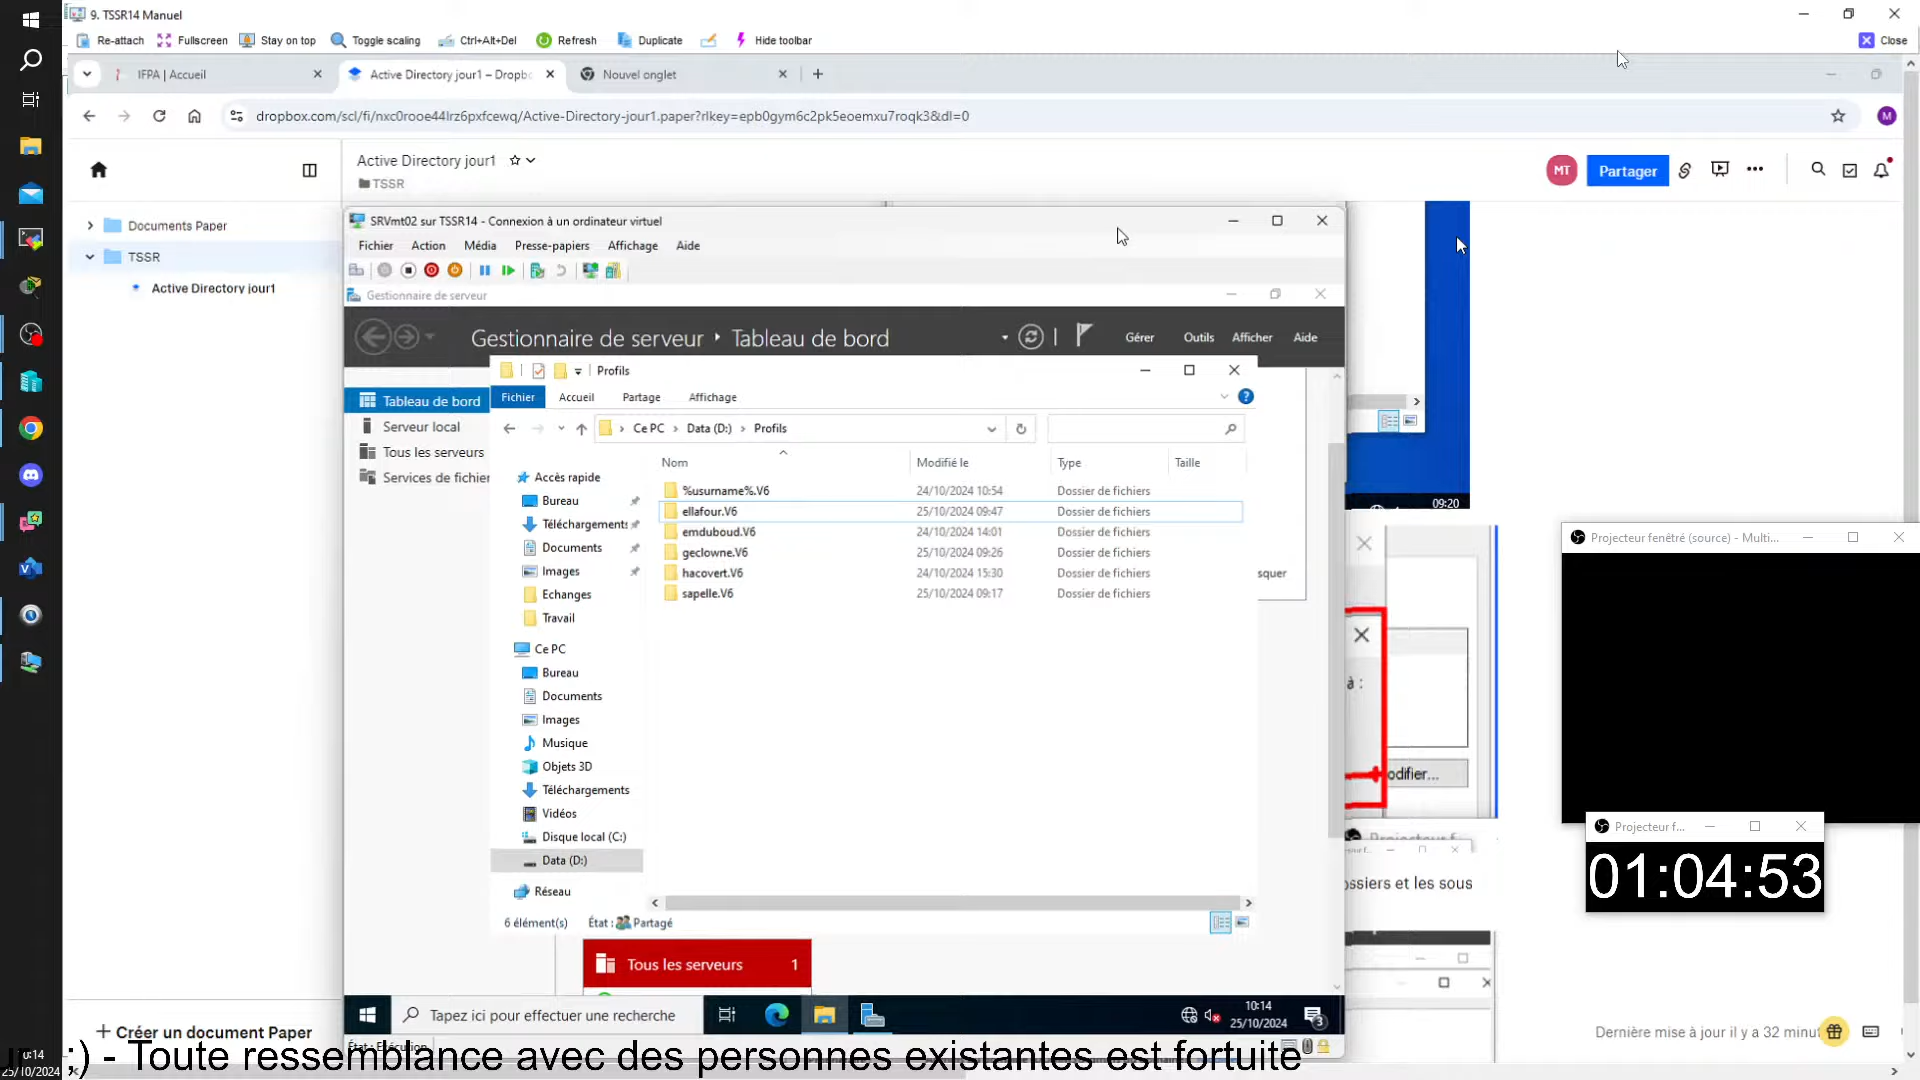 9. TSSR14 Manuel
Re-attach Fullscreen Stay on top Toggle scaling Ctrl+Alt+Del Refresh Duplicate Hide toolbar Close
IFPA | Accueil
Active Directory jour1 – Dropbo
Nouvel onglet
dropbox.com/scl/fi/nxc0rooe44lrz6pxfcewq/Active-Directory-jour1.paper?rlkey=epb0gym6c2pk5eoemxu7roqk3&dl=0
M
Active Directory jour1
TSSR
MT
Partager
Documents Paper
TSSR
Active Directory jour1
SRVmt02 sur TSSR14 - Connexion à un ordinateur virtuel
Fichier Action Média Presse-papiers Affichage Aide
Gestionnaire de serveur
Gestionnaire de serveur Tableau de bord
Gérer Outils Afficher Aide
Tableau de bord
Serveur local
Tous les serveurs
Services de fichier
Profils
Fichier Accueil Partage Affichage
Ce PC > Data (D:) > Profils
Nom Modifié le Type Taille
%usurname%.V6 24/10/2024 10:54 Dossier de fichiers
ellafour.V6 25/10/2024 09:47 Dossier de fichiers
emduboud.V6 24/10/2024 14:01 Dossier de fichiers
geclowne.V6 25/10/2024 09:26 Dossier de fichiers
hacovert.V6 24/10/2024 15:30 Dossier de fichiers
sapelle.V6 25/10/2024 09:17 Dossier de fichiers
Accès rapide
Bureau
Téléchargements
Documents
Images
Echanges
Travail
Ce PC
Bureau
Documents
Images
Musique
Objets 3D
Téléchargements
Vidéos
Disque local (C:)
Data (D:)
Réseau
6 élément(s) État : Partagé
squer
Tous les serveurs 1
Tapez ici pour effectuer une recherche
10:14
25/10/2024
3
09:20
à :
odifier...
ossiers et les sous
Projecteur fenêtré (source) - Multi...
Projecteur f...
01:04:53
+ Créer un document Paper
Dernière mise à jour il y a 32 minut
;) - Toute ressemblance avec des personnes existantes est fortuite
10:14
25/10/2024